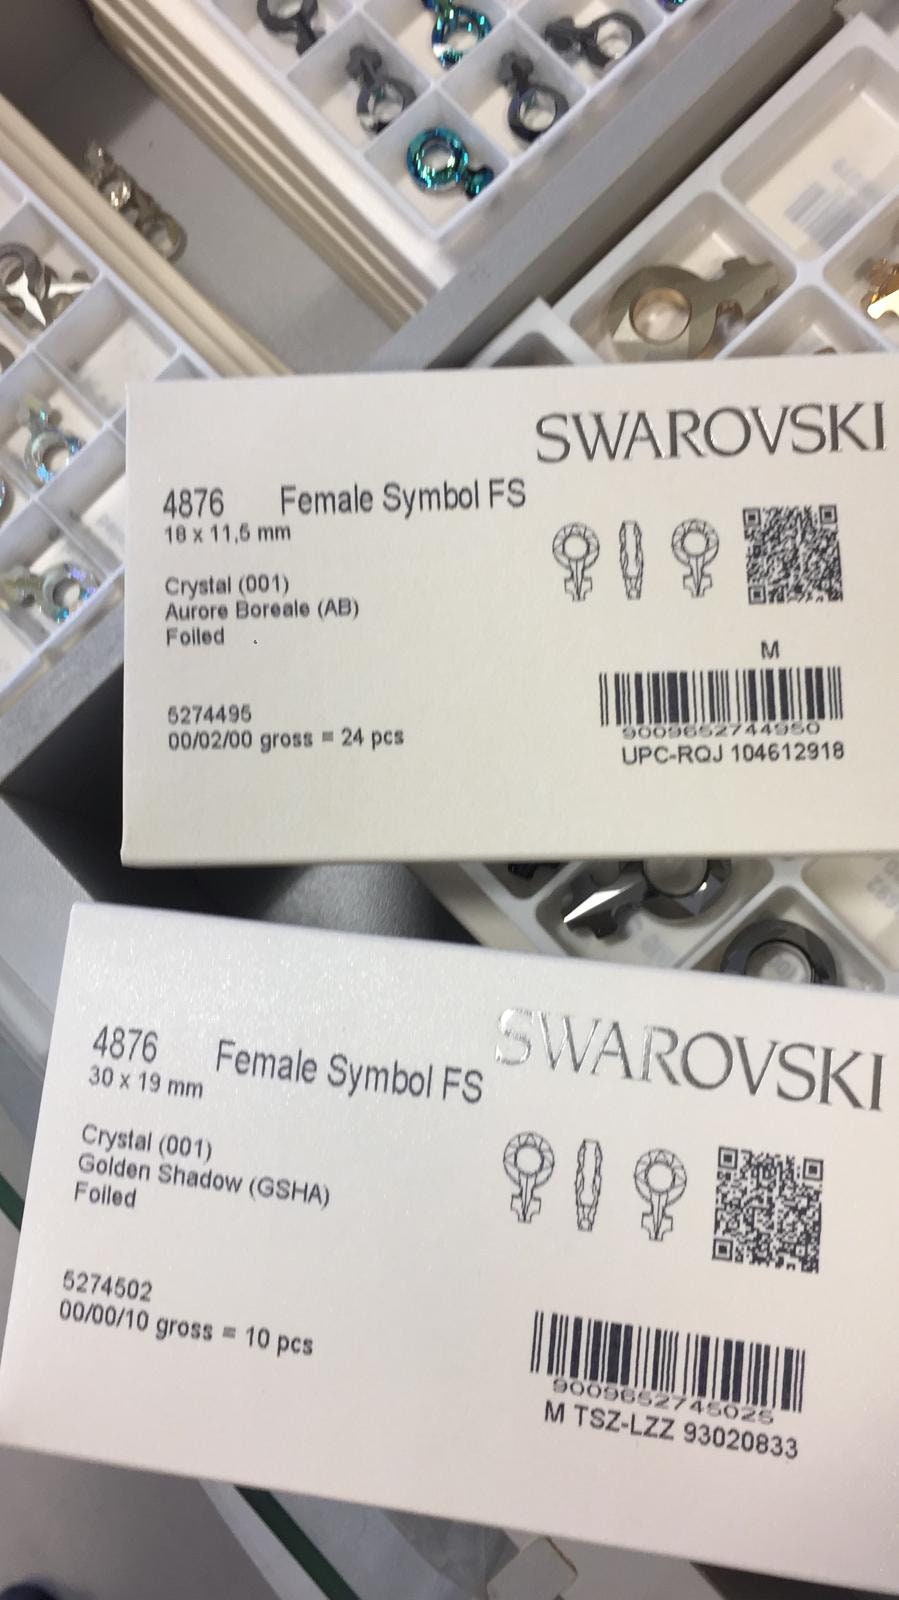 SWAROVSKI
4876 Female Symbol FS
18 x 11,5 mm
Crystal (001)
Aurore Boreale (AB)
Foiled
M
5274495
00/02/00 gross = 24 pcs
9009652744950
UPC-RQJ 104612918
SWAROVSKI
4876 Female Symbol FS
30 x 19 mm
Crystal (001)
Golden Shadow (GSHA)
Foiled
5274502
00/00/10 gross = 10 pcs
9009652745025
M TSZ-LZZ 93020833